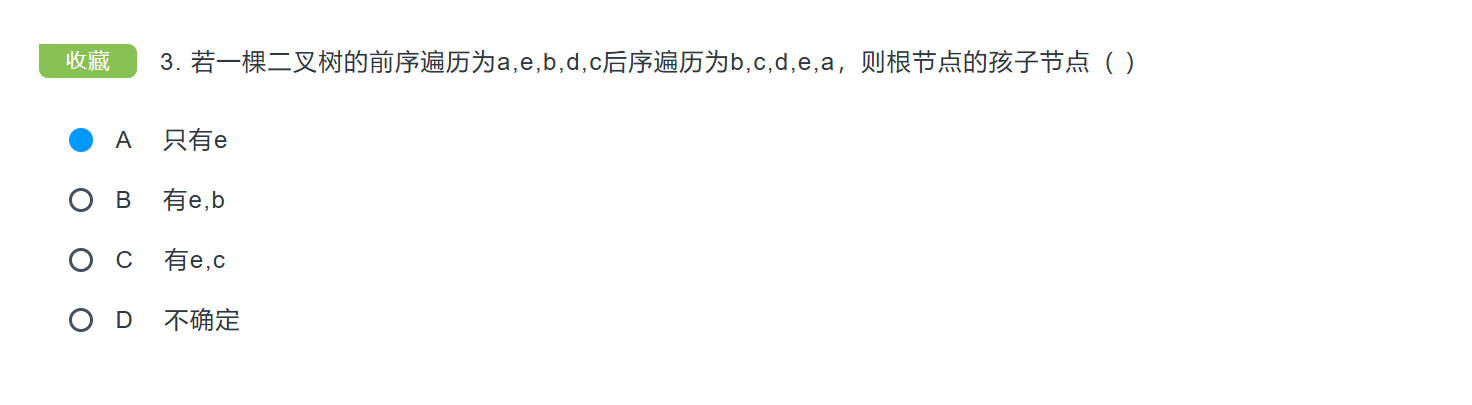 收藏 3. 若一棵二叉树的前序遍历为a,e,b,d,c后序遍历为b,c,d,e,a，则根节点的孩子节点（ ）
A 只有e
B 有e,b
C 有e,c
D 不确定